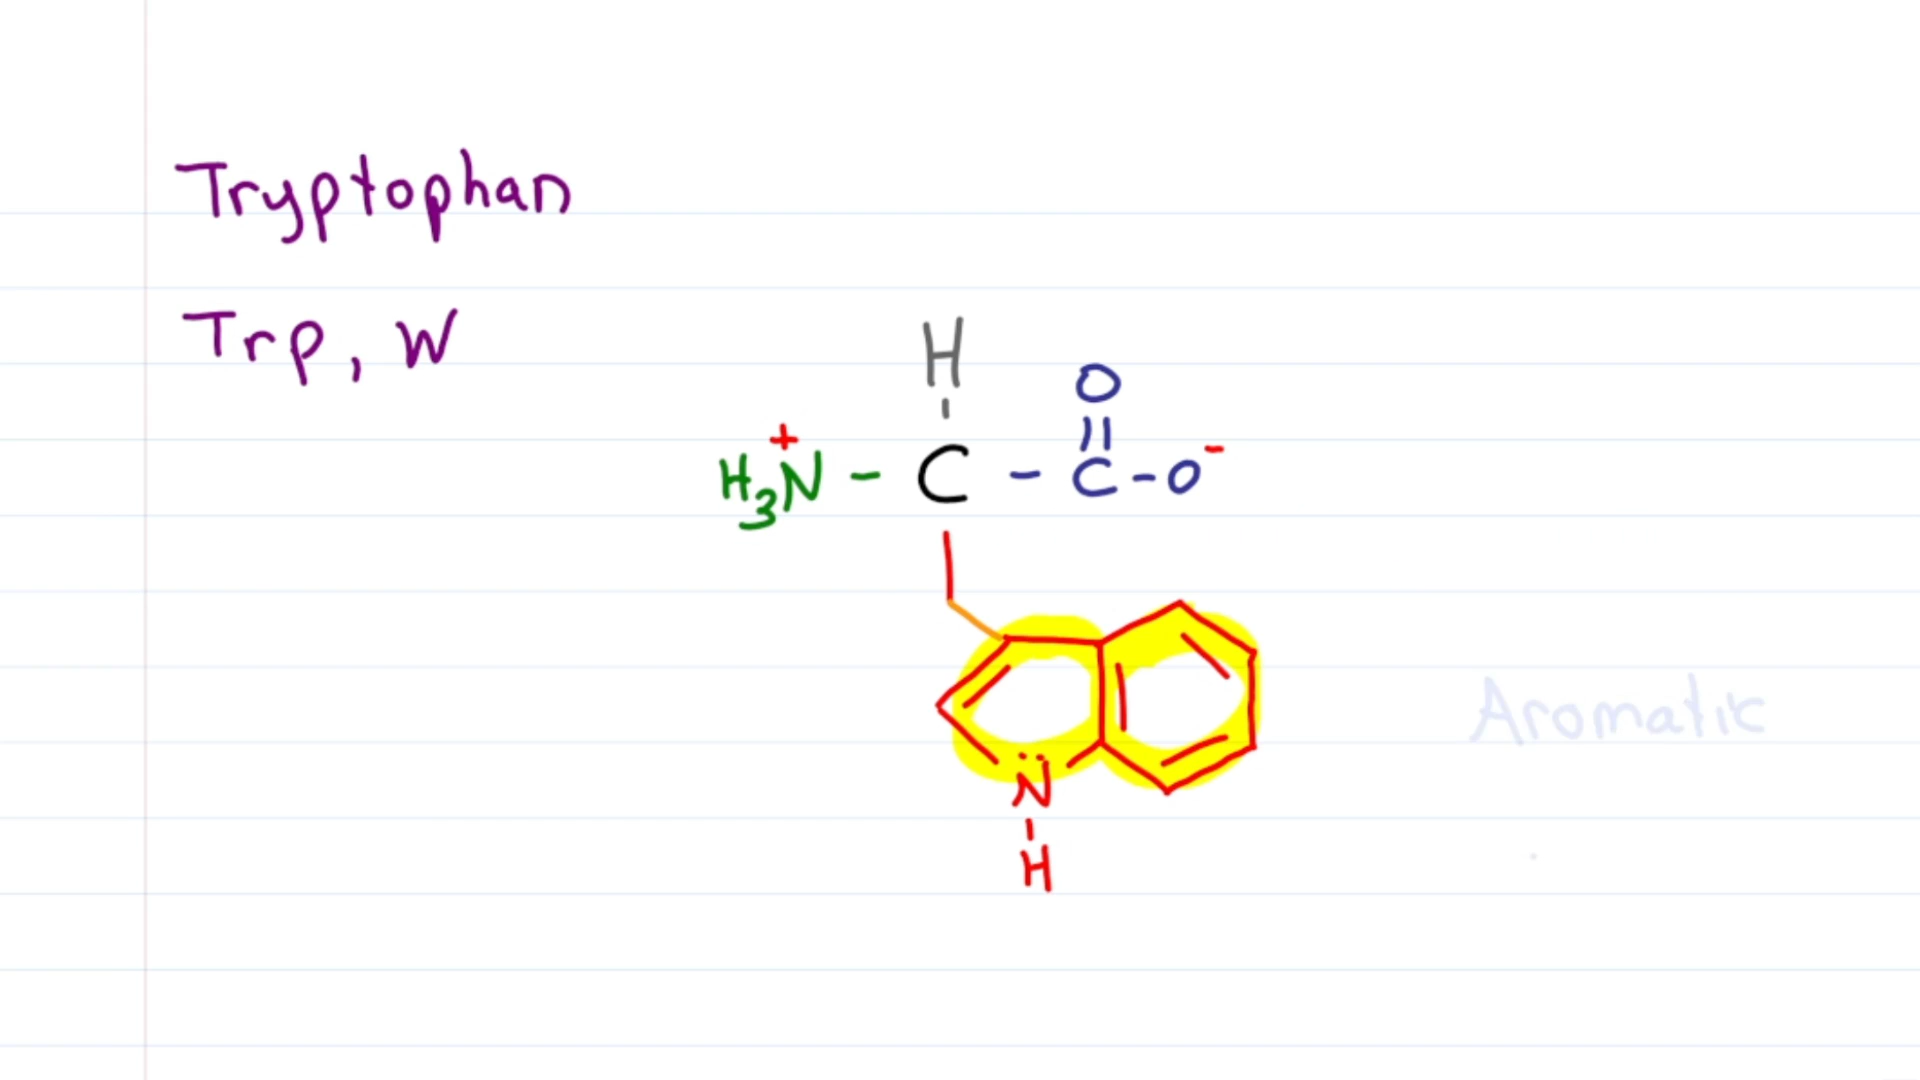 Tryptophan
Trp, W
H
O
H₃N⁺ - C - C - O⁻
Aromatic
N
H